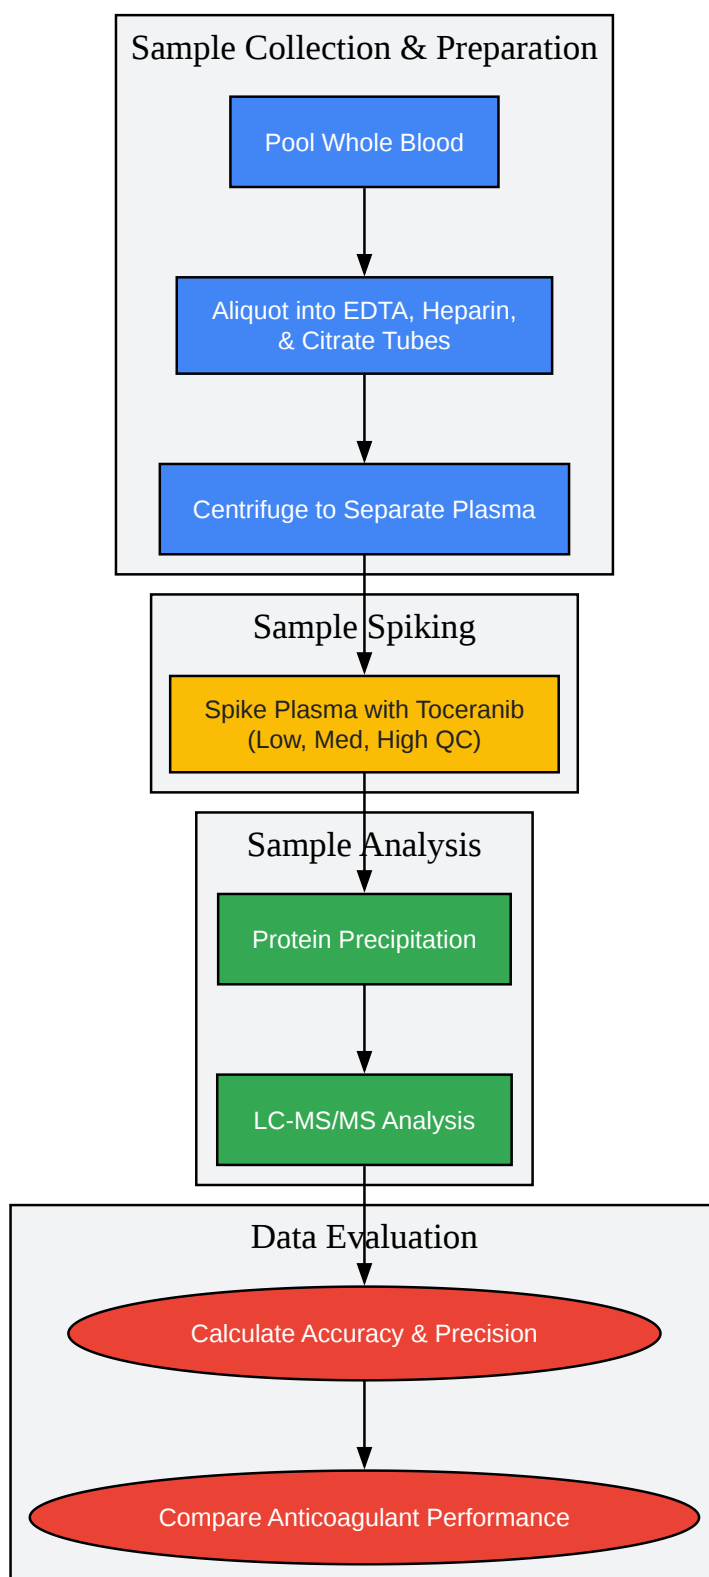 Sample Collection & Preparation
Pool Whole Blood
Aliquot into EDTA, Heparin,
& Citrate Tubes
Centrifuge to Separate Plasma
Sample Spiking
Spike Plasma with Toceranib
(Low, Med, High QC)
Sample Analysis
Protein Precipitation
LC-MS/MS Analysis
Data Evaluation
Calculate Accuracy & Precision
Compare Anticoagulant Performance